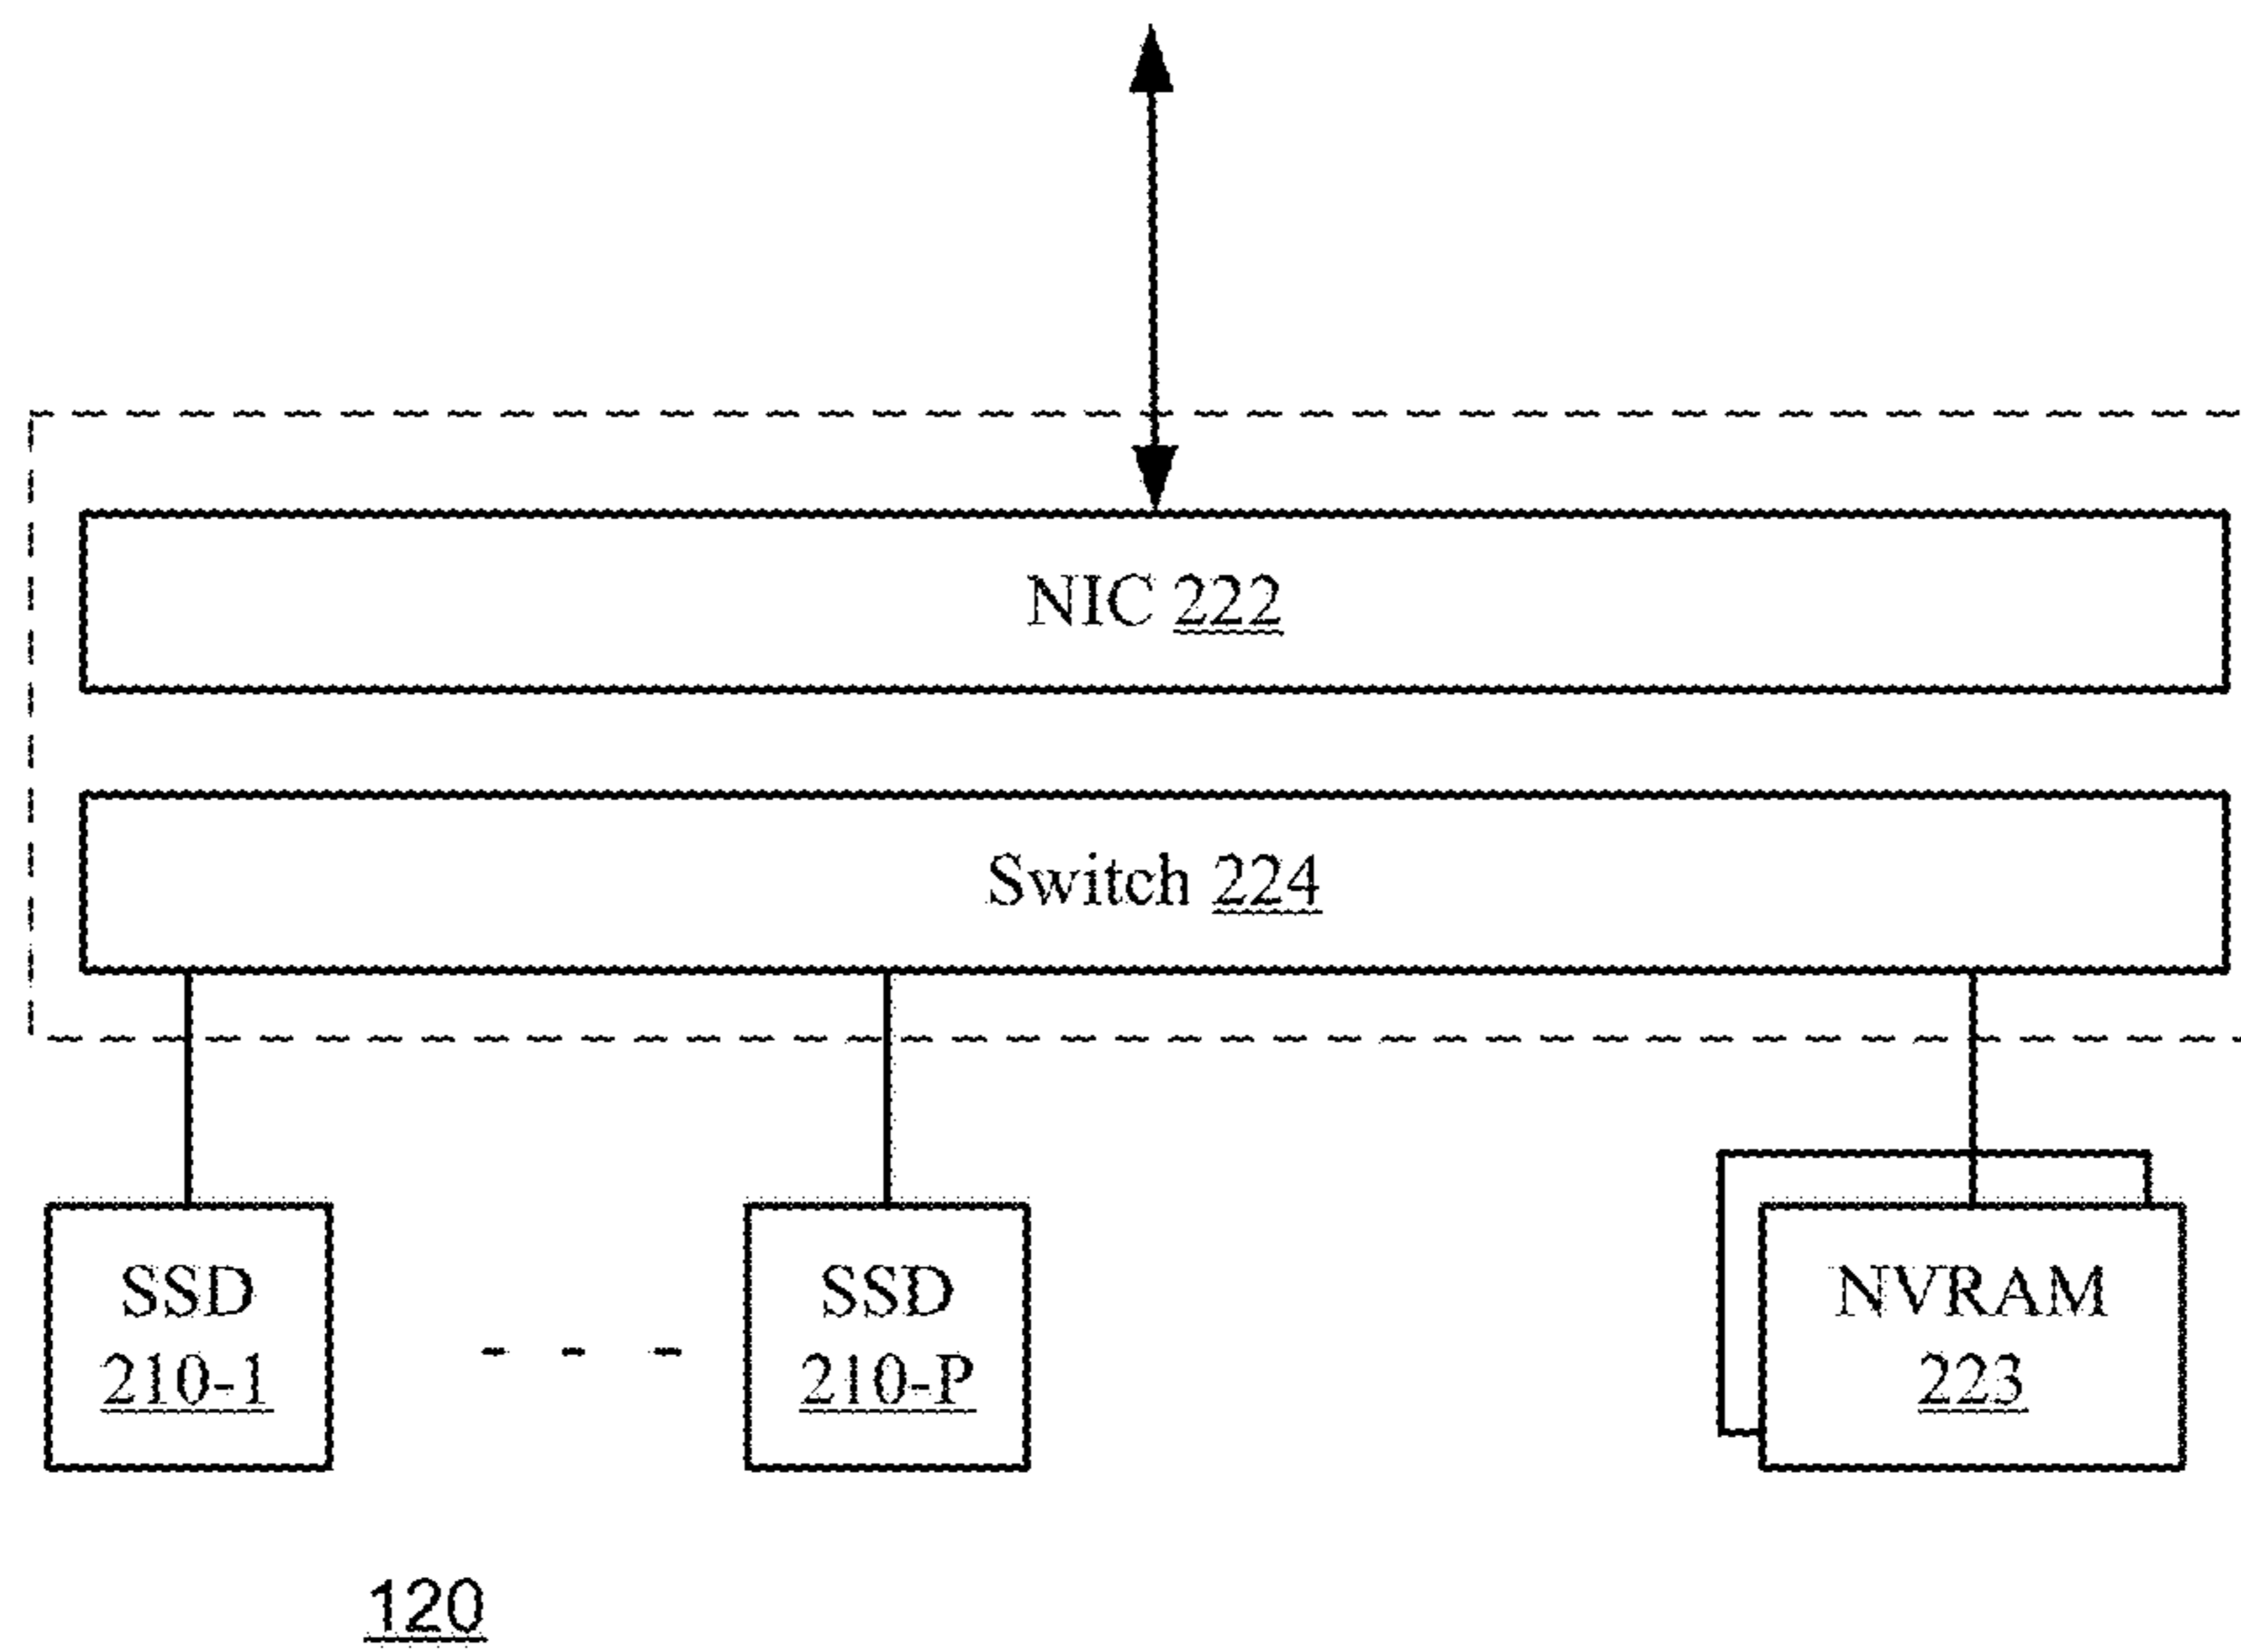 NIC 222
Switch 224
SSD
210-1
- - -
SSD
210-P
NVRAM
223
120